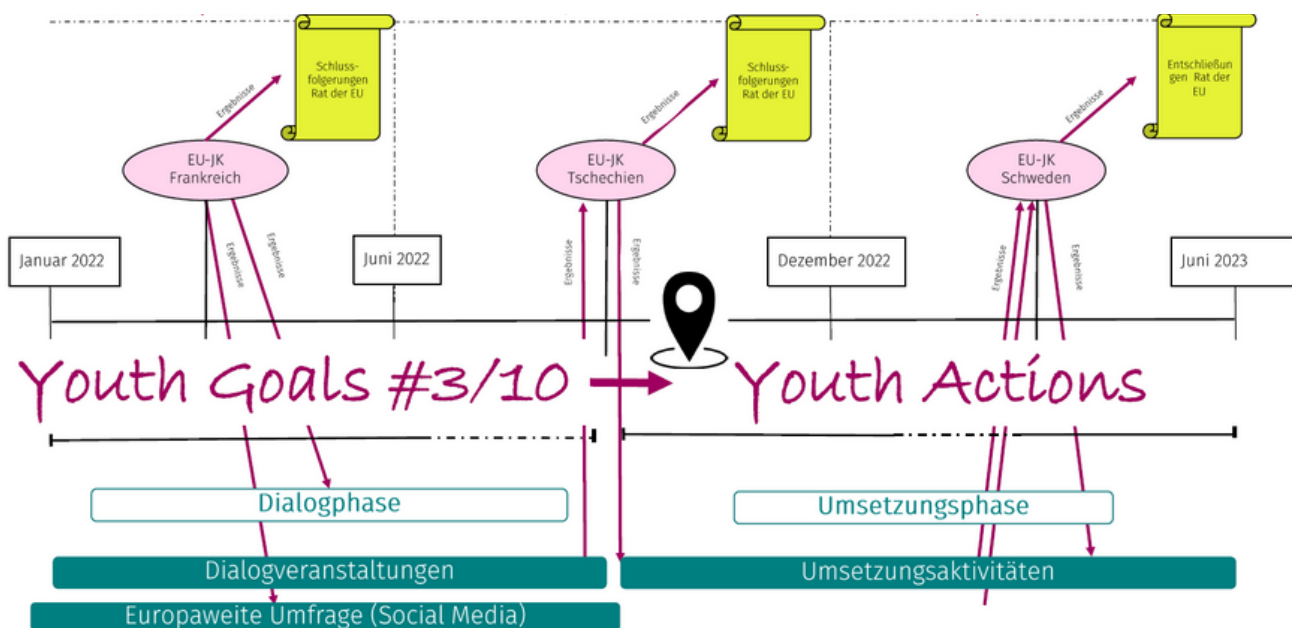 Schluss-
folgerungen
Rat der EU
Schluss-
folgerungen
Rat der EU
Entschließun
gen Rat der
EU
Ergebnisse
Ergebnisse
Ergebnisse
EU-JK
Frankreich
EU-JK
Tschechien
EU-JK
Schweden
Januar 2022
Ergebnisse
Ergebnisse
Juni 2022
Ergebnisse
Ergebnisse
Dezember 2022
Ergebnisse
Ergebnisse
Juni 2023
Youth Goals #3/10
Youth Actions
Dialogphase
Umsetzungsphase
Dialogveranstaltungen
Umsetzungsaktivitäten
Europaweite Umfrage (Social Media)